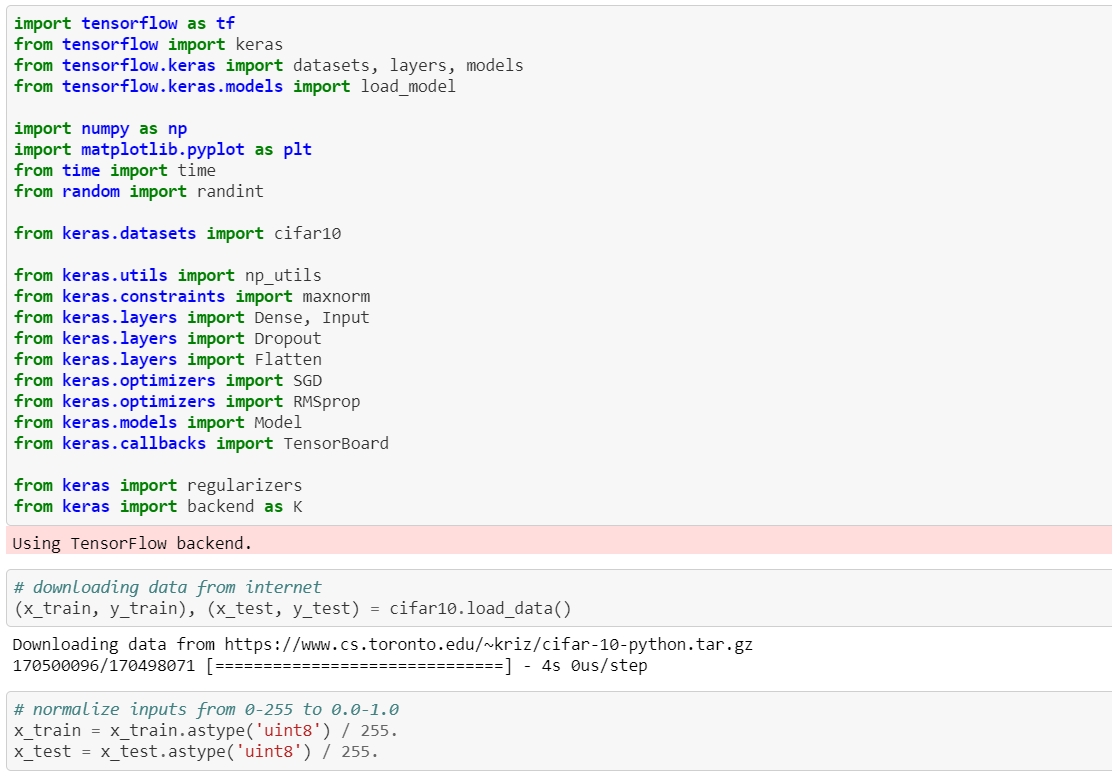 import tensorflow as tf
from tensorflow import keras
from tensorflow.keras import datasets, layers, models
from tensorflow.keras.models import load_model
import numpy as np
import matplotlib.pyplot as plt
from time import time
from random import randint
from keras.datasets import cifar10
from keras.utils import np_utils
from keras.constraints import maxnorm
from keras.layers import Dense, Input
from keras.layers import Dropout
from keras.layers import Flatten
from keras.optimizers import SGD
from keras.optimizers import RMSprop
from keras.models import Model
from keras.callbacks import TensorBoard
from keras import regularizers
from keras import backend as K
Using TensorFlow backend.
# downloading data from internet
(x_train, y_train), (x_test, y_test) = cifar10.load_data()
Downloading data from https://www.cs.toronto.edu/~kriz/cifar-10-python.tar.gz
170500096/170498071 [==============================] - 4s 0us/step
# normalize inputs from 0-255 to 0.0-1.0
x_train = x_train.astype('uint8') / 255.
x_test = x_test.astype('uint8') / 255.